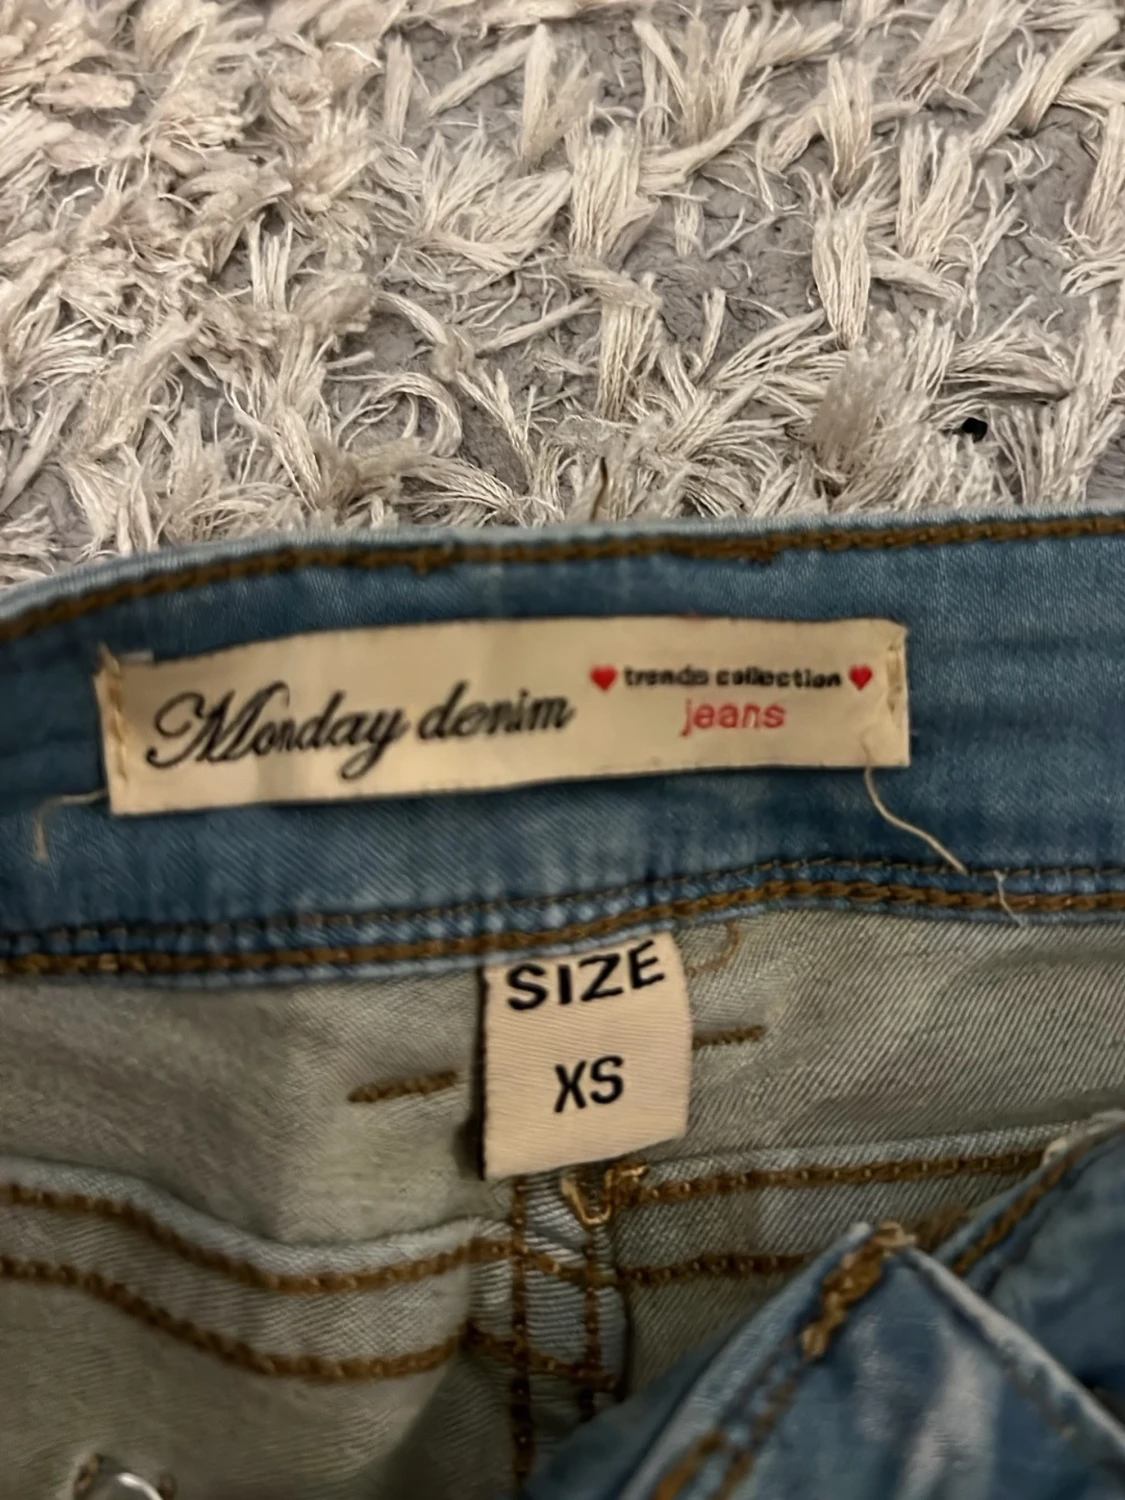 Monday denim
trends collection
jeans
SIZE
XS